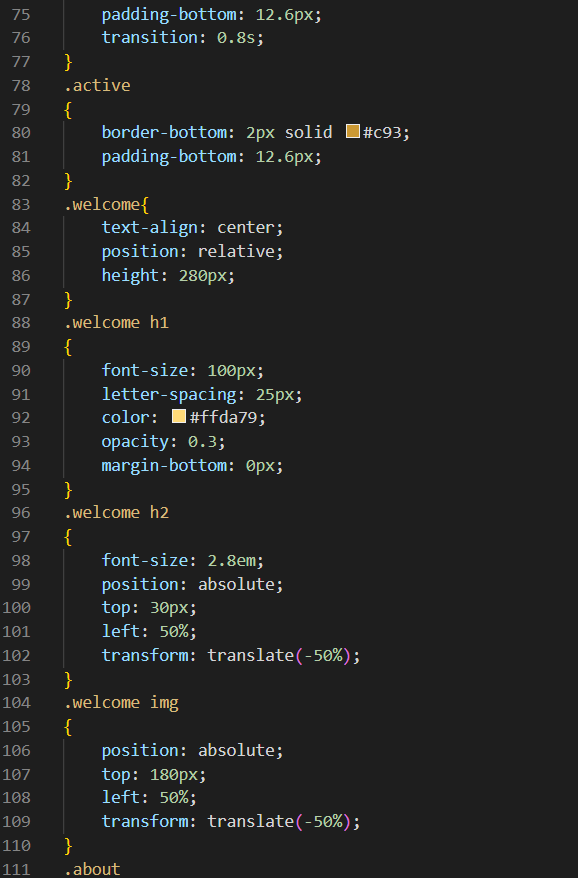 75 padding-bottom: 12.6px;
76 transition: 0.8s;
77 }
78 .active
79 {
80 border-bottom: 2px solid #c93;
81 padding-bottom: 12.6px;
82 }
83 .welcome{
84 text-align: center;
85 position: relative;
86 height: 280px;
87 }
88 .welcome h1
89 {
90 font-size: 100px;
91 letter-spacing: 25px;
92 color: #ffda79;
93 opacity: 0.3;
94 margin-bottom: 0px;
95 }
96 .welcome h2
97 {
98 font-size: 2.8em;
99 position: absolute;
100 top: 30px;
101 left: 50%;
102 transform: translate(-50%);
103 }
104 .welcome img
105 {
106 position: absolute;
107 top: 180px;
108 left: 50%;
109 transform: translate(-50%);
110 }
111 .about